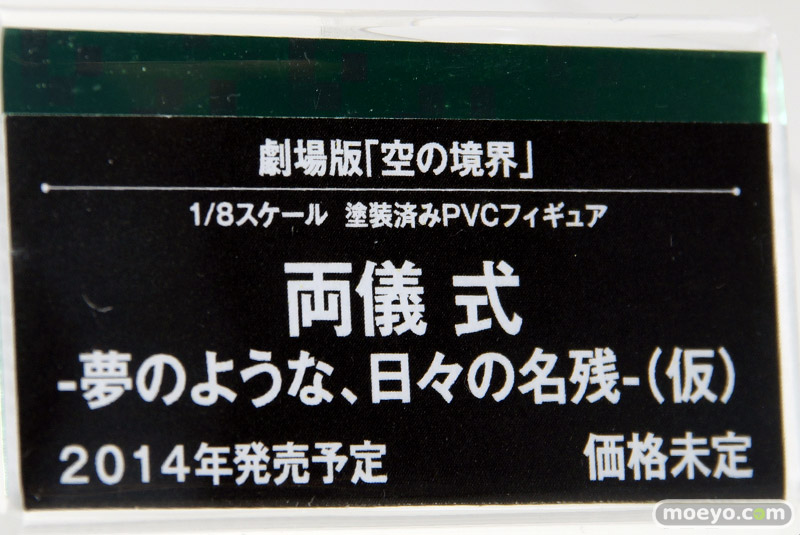 劇場版「空の境界」
1/8スケール 塗装済みPVCフィギュア
両儀 式
-夢のような、日々の名残-（仮）
2014年発売予定
価格未定
moeyo.com